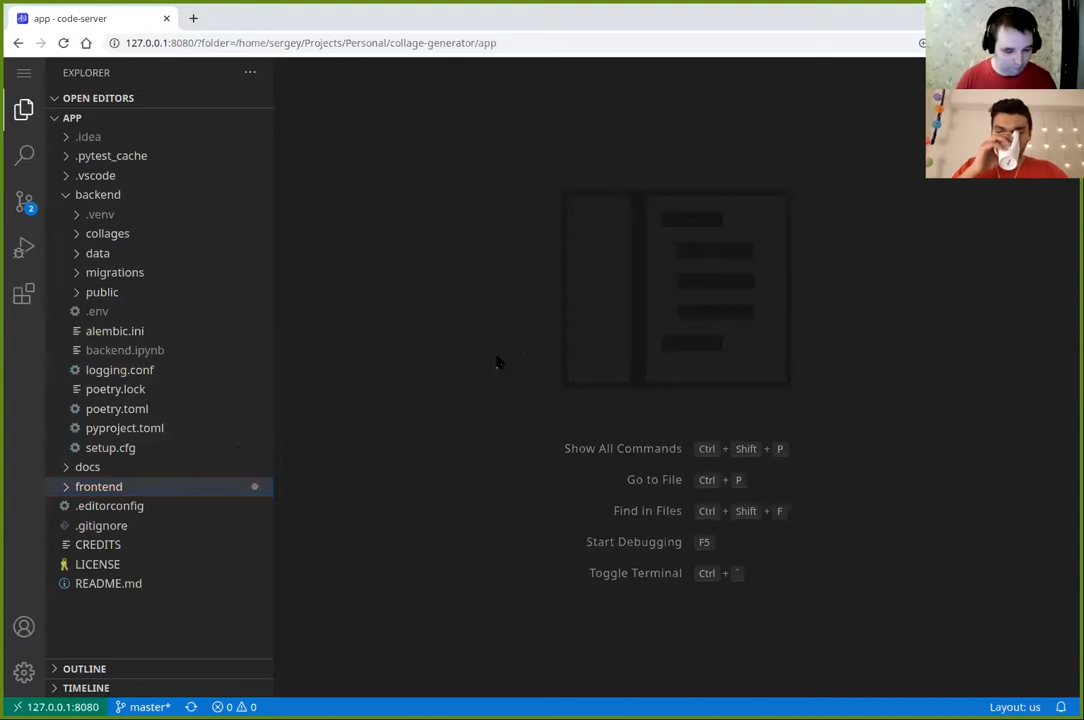 app - code-server
127.0.0.1:8080/?folder=/home/sergey/Projects/Personal/collage-generator/app
EXPLORER
OPEN EDITORS
APP
.idea
.pytest_cache
.vscode
backend
.venv
collages
data
migrations
public
.env
alembic.ini
backend.ipynb
logging.conf
poetry.lock
poetry.toml
pyproject.toml
setup.cfg
docs
frontend
.editorconfig
.gitignore
CREDITS
LICENSE
README.md
OUTLINE
TIMELINE
2
Show All Commands Ctrl + Shift + P
Go to File Ctrl + P
Find in Files Ctrl + Shift + F
Start Debugging F5
Toggle Terminal Ctrl + `
127.0.0.1:8080 master* 0 0 Layout: us